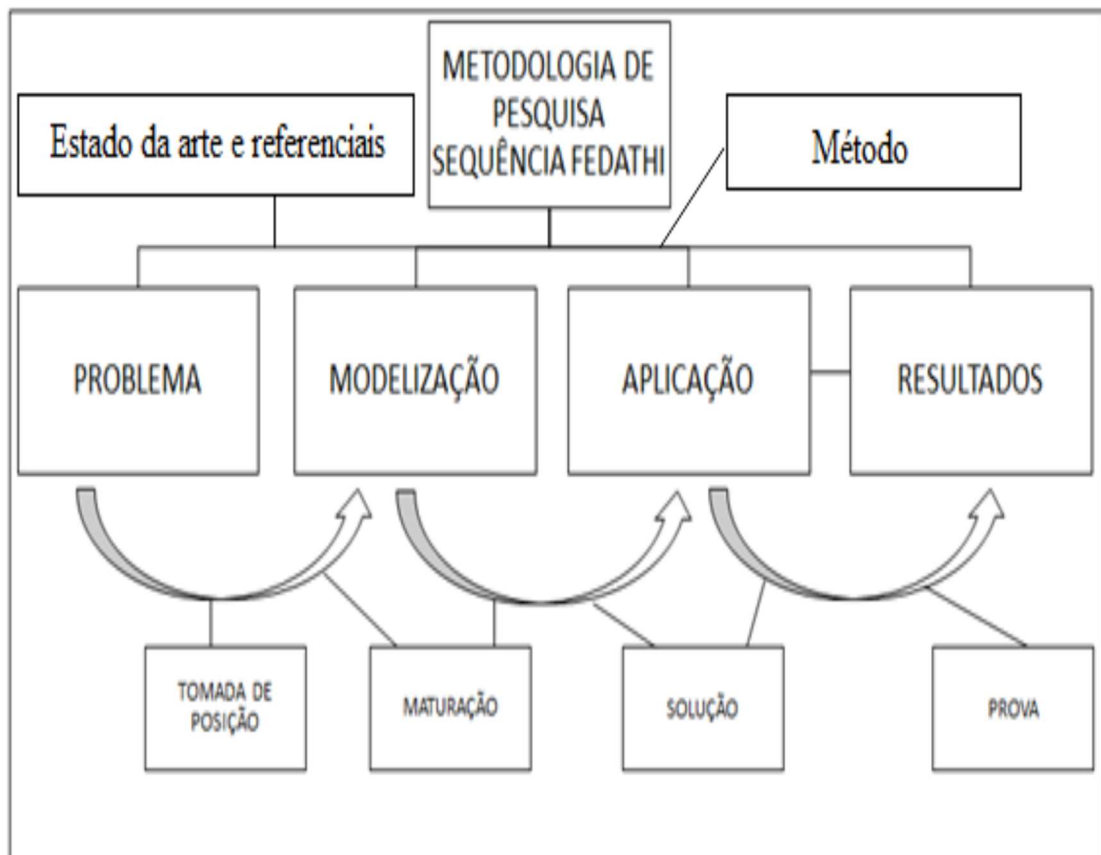 METODOLOGIA DE
PESQUISA
SEQUÊNCIA FEDATHI
Estado da arte e referenciais
Método
PROBLEMA
MODELIZAÇÃO
APLICAÇÃO
RESULTADOS
TOMADA DE
POSIÇÃO
MATURAÇÃO
SOLUÇÃO
PROVA